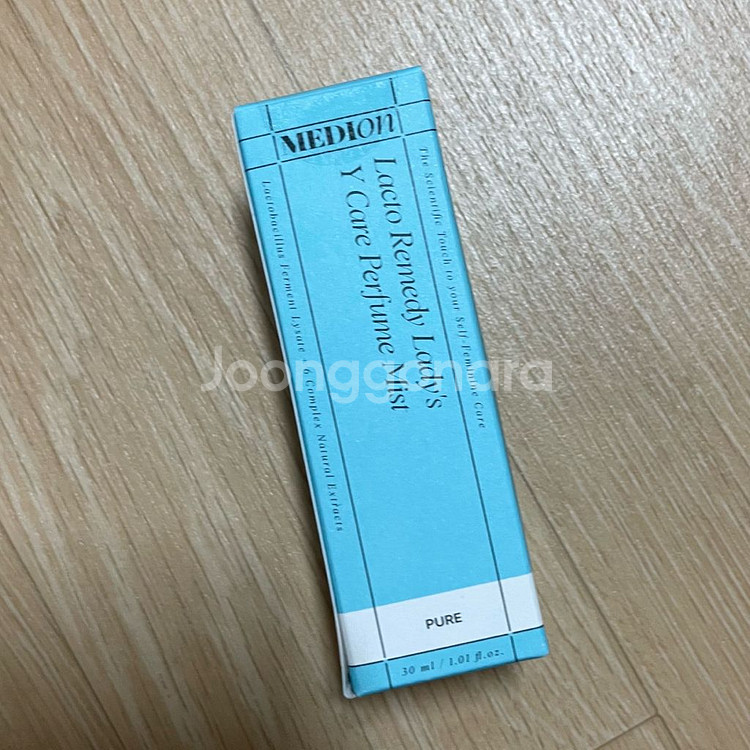 MEDION
The Scientific Touch to your Self-Feminine Care
Lacto Remedy Lady's
Y Care Perfume Mist
Lactobacillus Ferment Lysate 6 Complex Natural Extracts
Joonggonara
PURE
30 ml / 1.01 fl.oz.